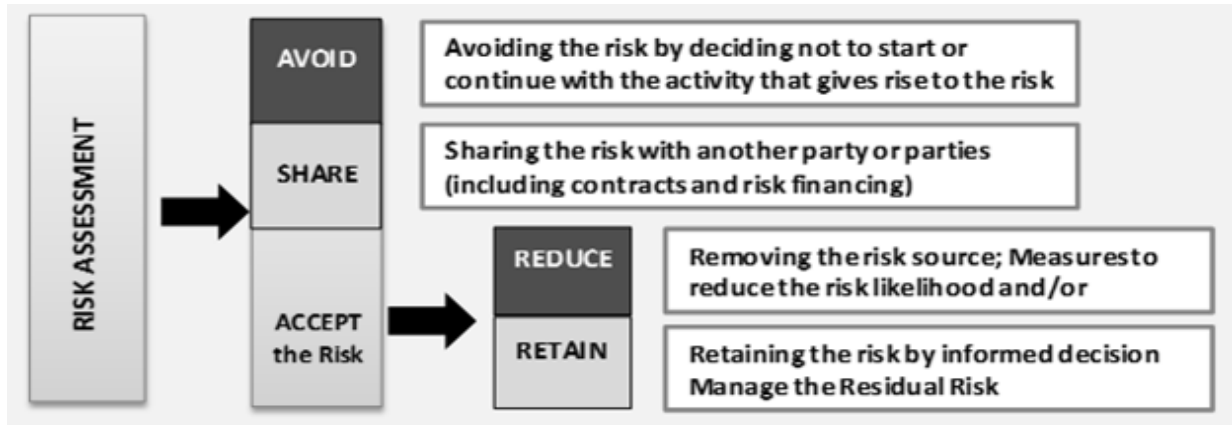 RISK ASSESSMENT
AVOID
Avoiding the risk by deciding not to start or
continue with the activity that gives rise to the risk
SHARE
Sharing the risk with another party or parties
(including contracts and risk financing)
ACCEPT
the Risk
REDUCE
Removing the risk source; Measures to
reduce the risk likelihood and/or
RETAIN
Retaining the risk by informed decision
Manage the Residual Risk